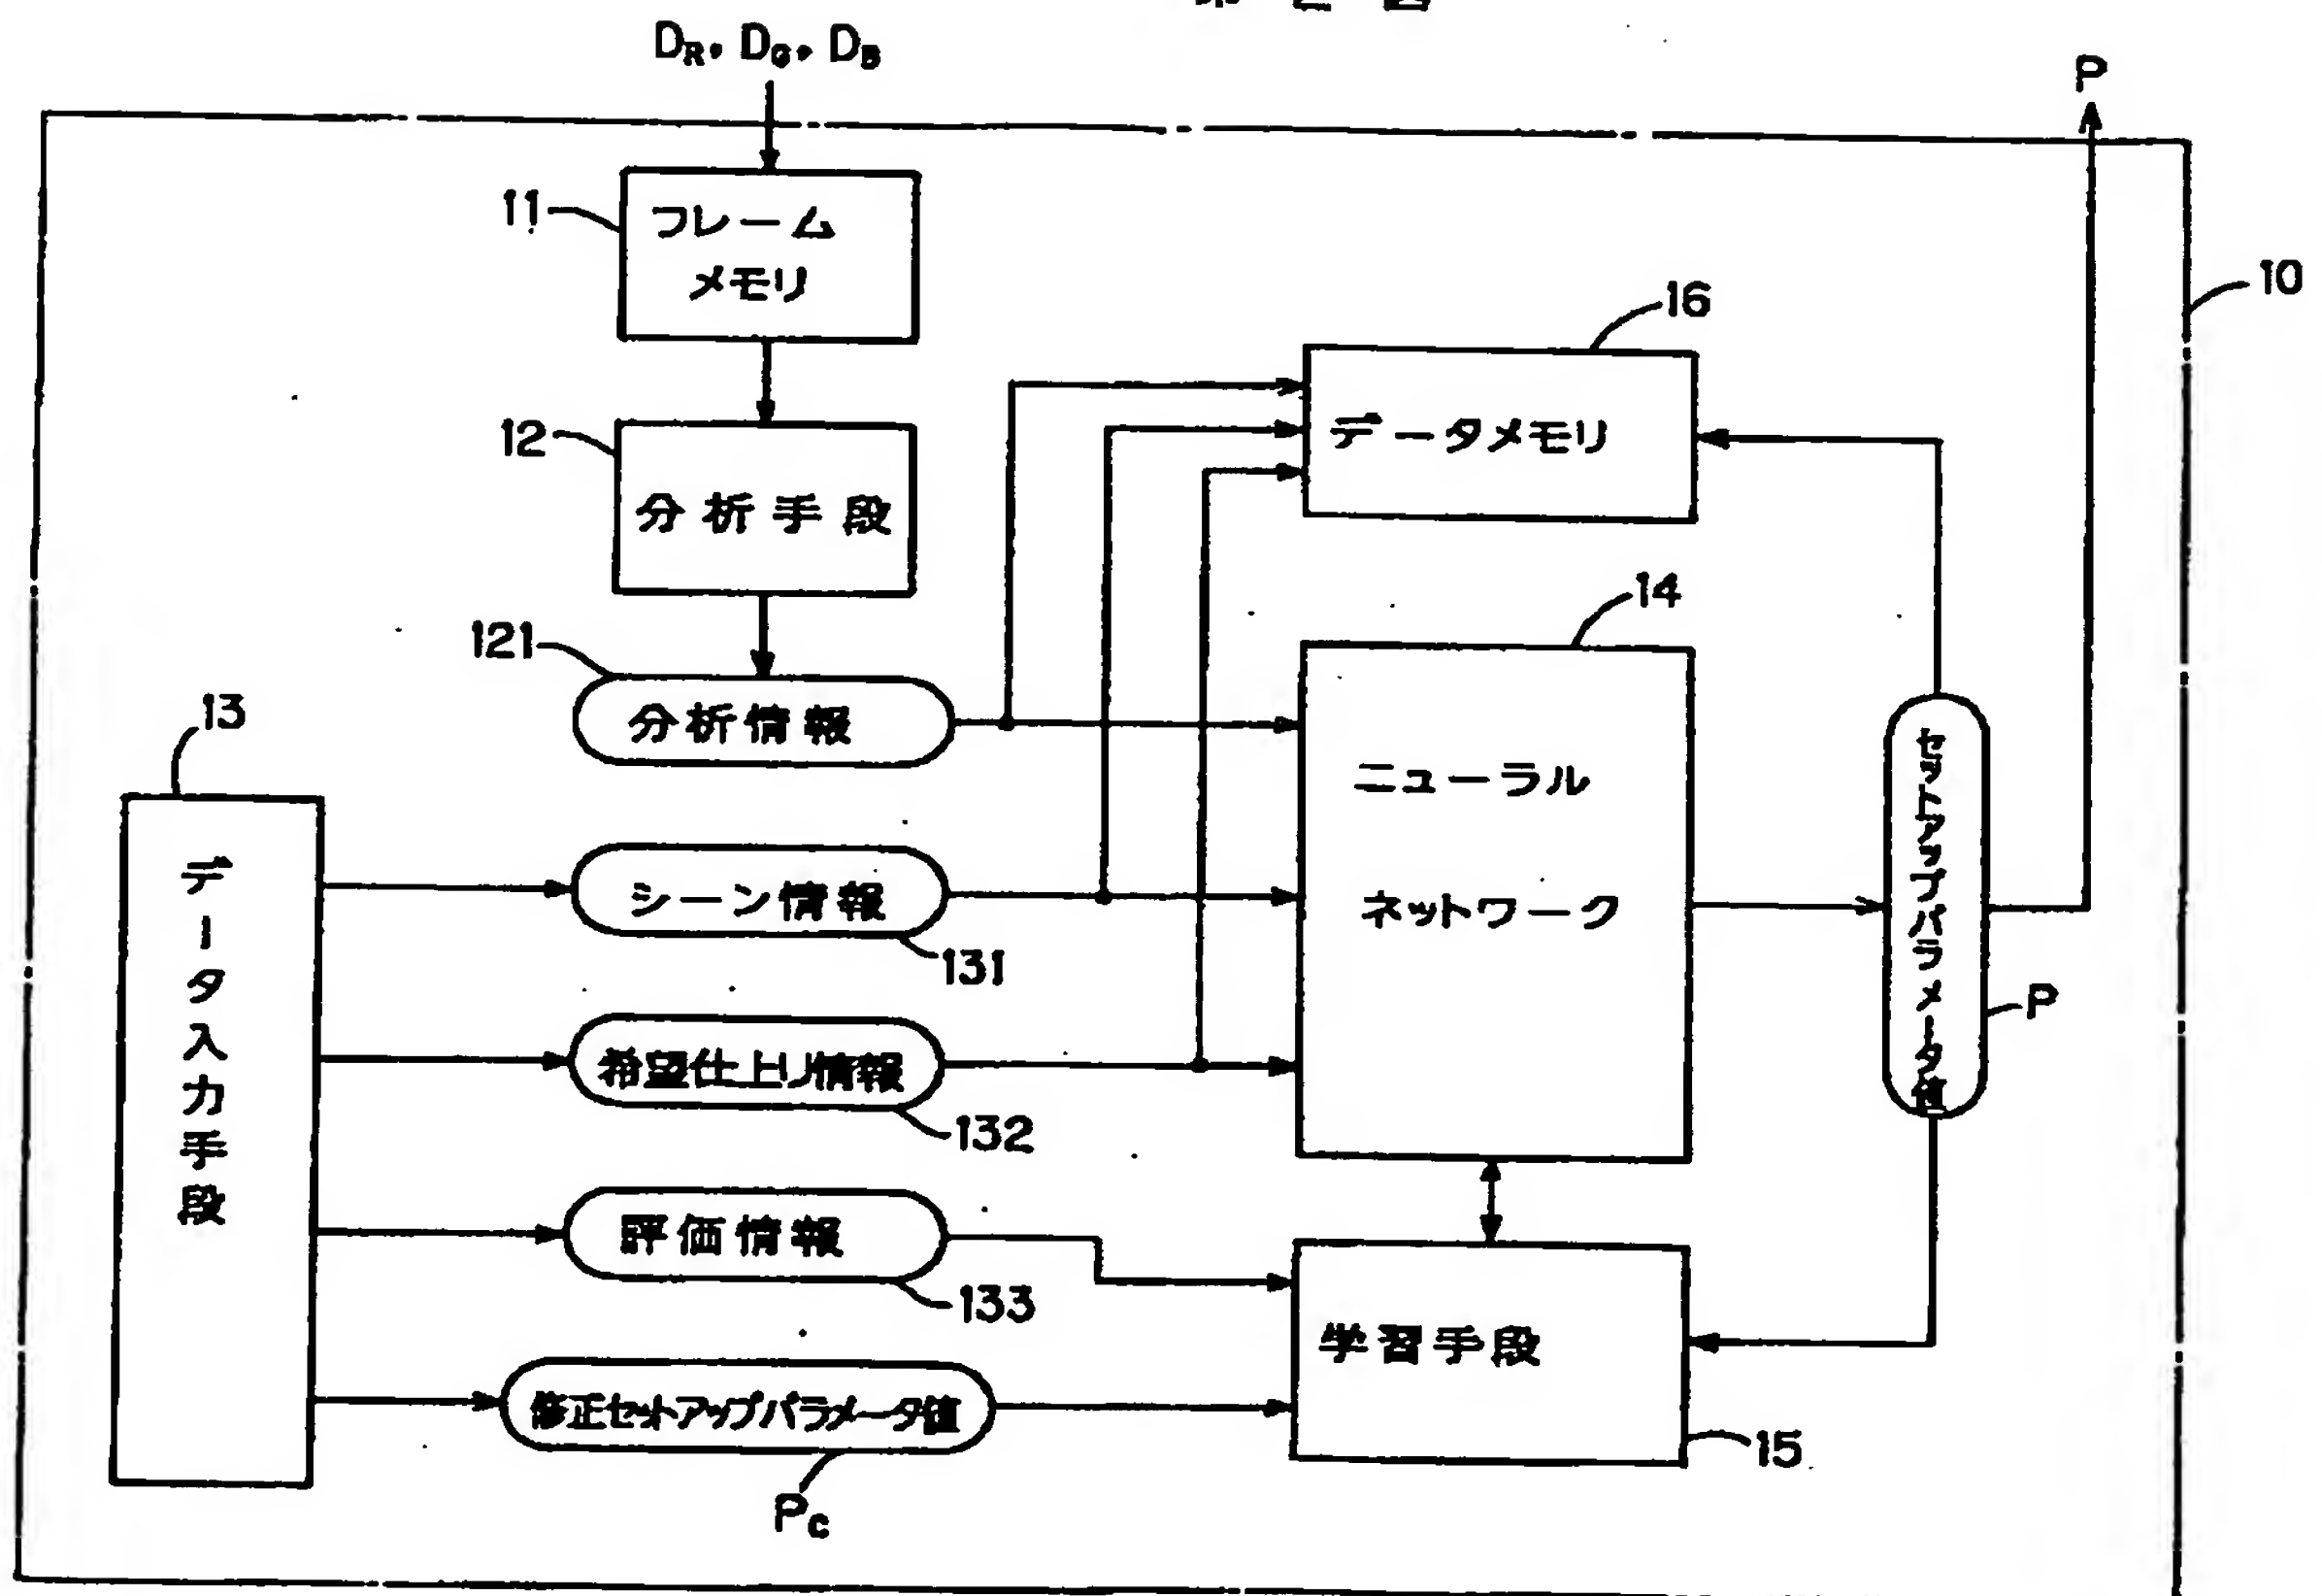 D_R, D_G, D_B
P
11
フレーム
メモリ
10
16
12
データメモリ
分析手段
14
121
分析情報
13
ニューラル
ネットワーク
セットアップパラメータ値
データ入力手段
シーン情報
131
P
希望仕上り情報
132
評価情報
133
学習手段
修正セットアップパラメータ値
15
P_C